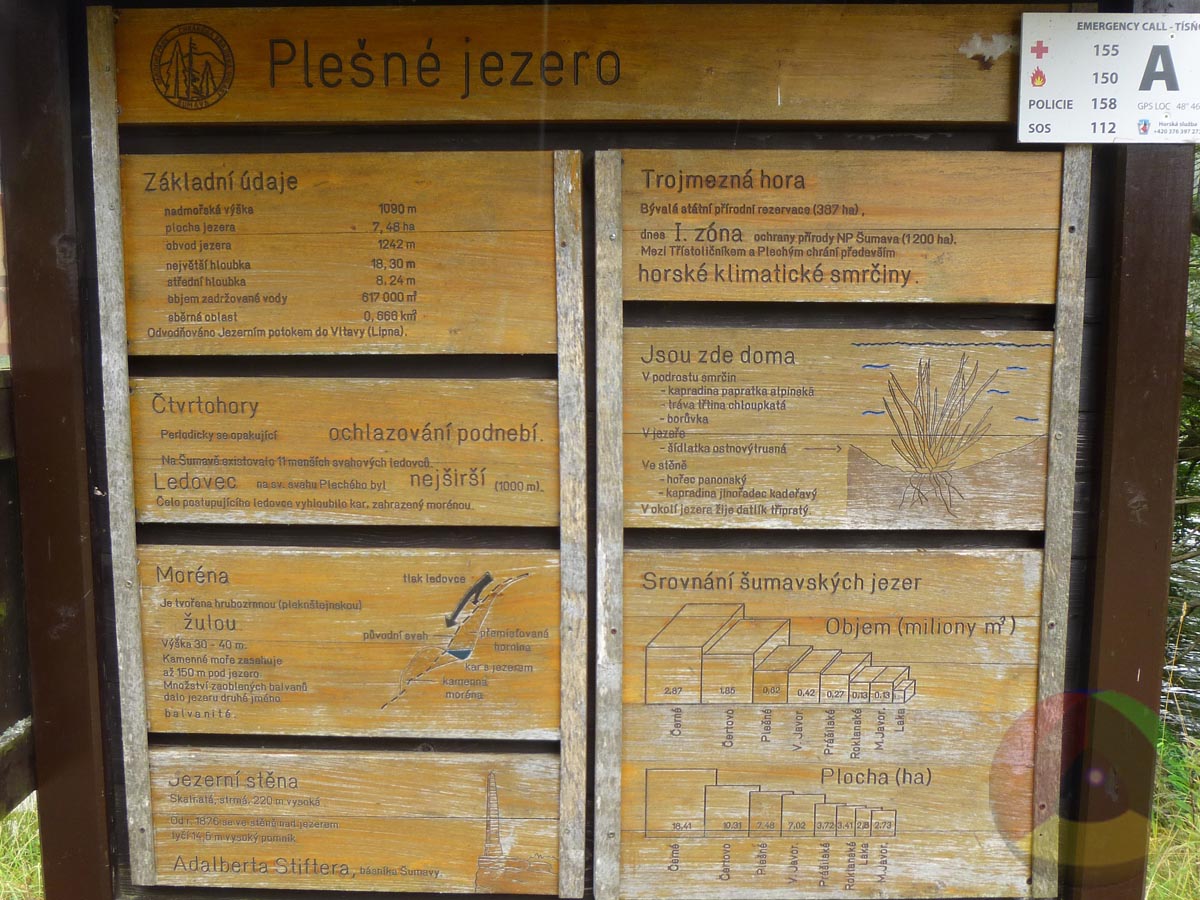 Plešné jezero
EMERGENCY CALL - TÍSŇ
155
150
A
POLICIE 158
GPS LOC 48° 46
SOS 112
Horská služba
Základní údaje
nadmořská výška 1090 m
plocha jezera 7,48 ha
obvod jezera 1242 m
největší hloubka 18,30 m
střední hloubka 8,24 m
objem zadržované vody 617 000 m³
sběrná oblast 0,666 km²
Odvodňováno Jezerním potokem do Vltavy (Lipna).
Čtvrtohory
Periodicky se opakující ochlazování podnebí.
Na Šumavě existovalo 11 menších svahových ledovců.
Ledovec na sv. svahu Plechého byl nejširší (1000 m).
Čelo postupujícího ledovce vyhloubilo kar, zahrazený morénou.
Moréna
Je tvořena hrubozrnnou (plekenštejnskou)
žulou
Výška 30 - 40 m.
Kamenné moře zasahuje
až 150 m pod jezero
Množství zaoblených balvanů
dalo jezeru druhé jméno
balvanité.
tlak ledovce
původní svah
přemisťovaná
hornina
kar s jezerem
kamenná
moréna
Jezerní stěna
Skalnatá, strmá, 220 m vysoká
Od r. 1876 se ve stěně nad jezerem
tyčí 14,5 m vysoký pomník
Adalberta Stiftera, básníka Šumavy.
Trojmezná hora
Bývalá státní přírodní rezervace (387 ha),
dnes I. zóna ochrany přírody NP Šumava (1200 ha).
Mezi Třístoličníkem a Plechým chrání především
horské klimatické smrčiny.
Jsou zde doma
V podrostu smrčin
- kapradina papratka alpinská
- tráva třtina chloupkatá
- borůvka
V jezeře
- šídlatka ostnovýtrusná
Ve stěně
- hořec panonský
- kapradina jinořadec kadeřavý
V okolí jezera žije datlík tříprstý.
Srovnání šumavských jezer
Objem (miliony m³)
2.87 1.85 0.62 0.42 0.27 0.13 0.13
Černé Čertovo Plešné V. Javor. Prášilské Roklanské M.Javor. Laka
Plocha (ha)
18.41 10.31 7.48 7.02 3.72 3.41 2.8 2.73
Černé Čertovo Plešné V. Javor. Prášilské Roklanské Laka M.Javor.